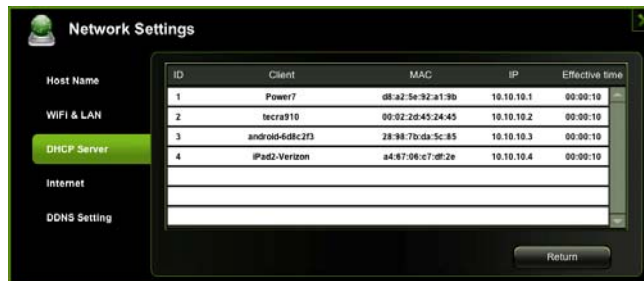 Network Settings
Host Name
WiFi & LAN
DHCP Server
Internet
DDNS Setting
ID Client MAC IP Effective time
1 Power7 d8:a2:5e:92:a1:9b 10.10.10.1 00:00:10
2 tecra910 00:02:2d:45:24:45 10.10.10.2 00:00:10
3 android-6d8c2f3 28:98:7b:da:5c:85 10.10.10.3 00:00:10
4 iPad2-Verizon a4:67:06:c7:df:2e 10.10.10.4 00:00:10
Return